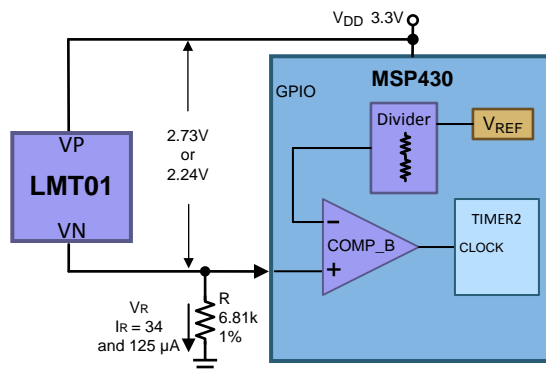 VDD 3.3V
MSP430
GPIO
Divider
VREF
2.73V
or
2.24V
VP
LMT01
VN
−
COMP_B
+
TIMER2
CLOCK
VR
IR = 34
and 125 µA
R
6.81k
1%